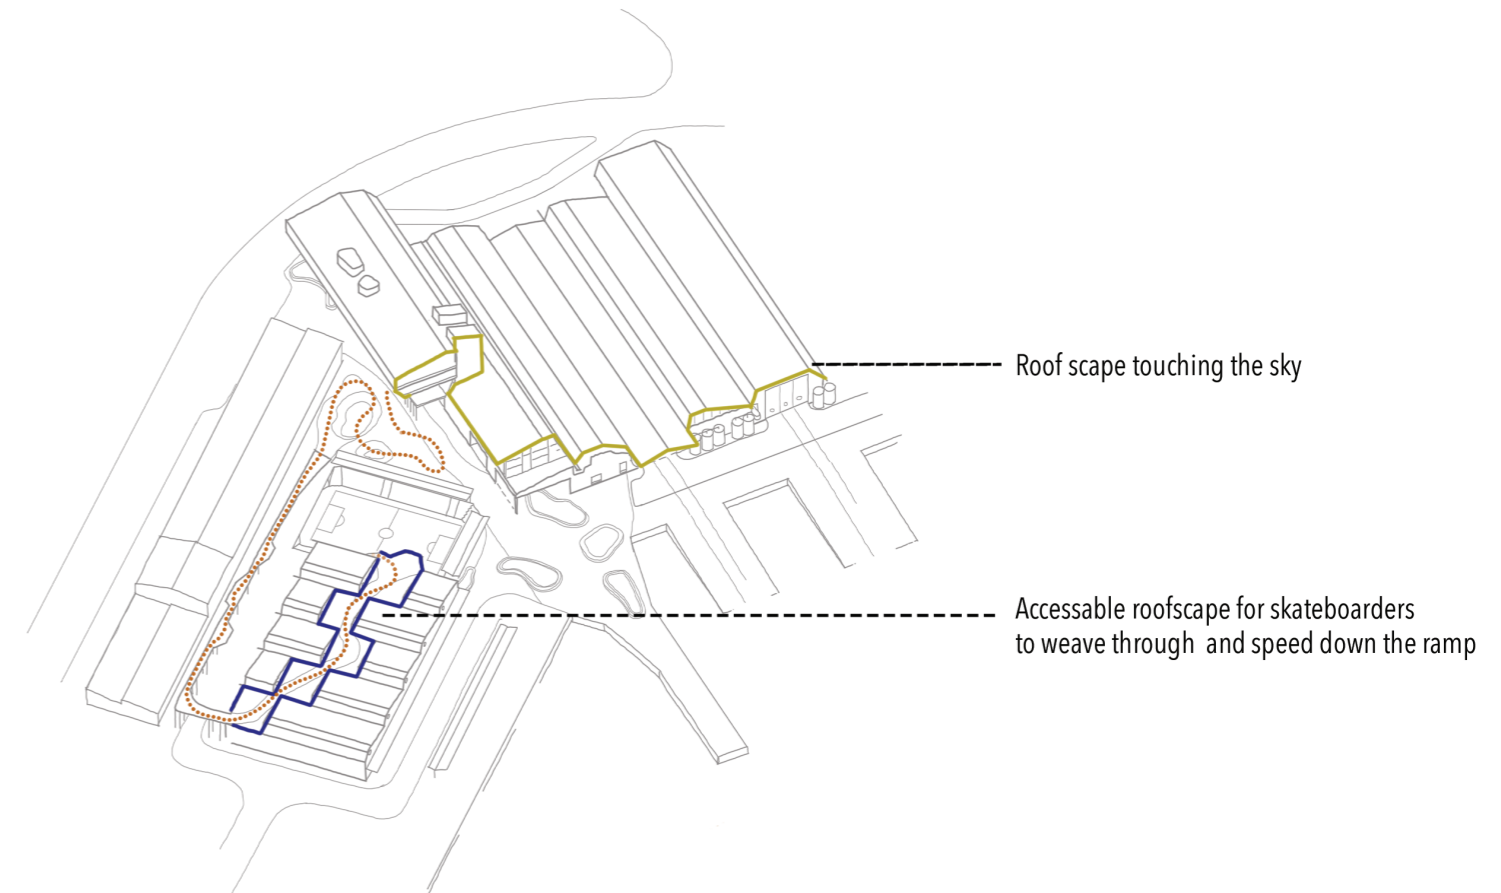 Roof scape touching the sky
Accessable roofscape for skateboarders
to weave through and speed down the ramp